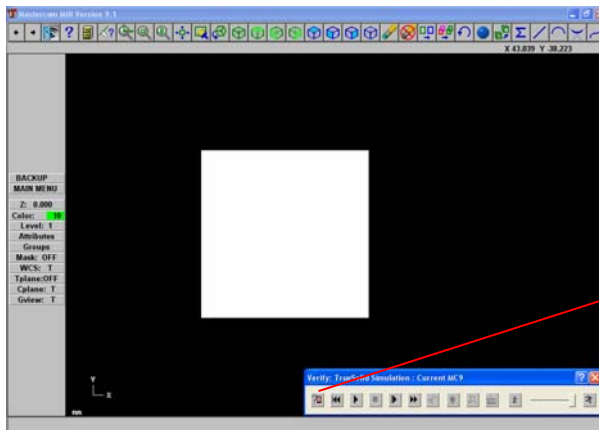 Mastercam Mill Version 9.1
X 43.039 Y -38.223
BACKUP
MAIN MENU
Z: 0.000
Color: 10
Level: 1
Attributes
Groups
Mask: OFF
WCS: T
Tplane:OFF
Cplane: T
Gview: T
Verify: TrueSolid Simulation : Current MC9
Y
X
mm